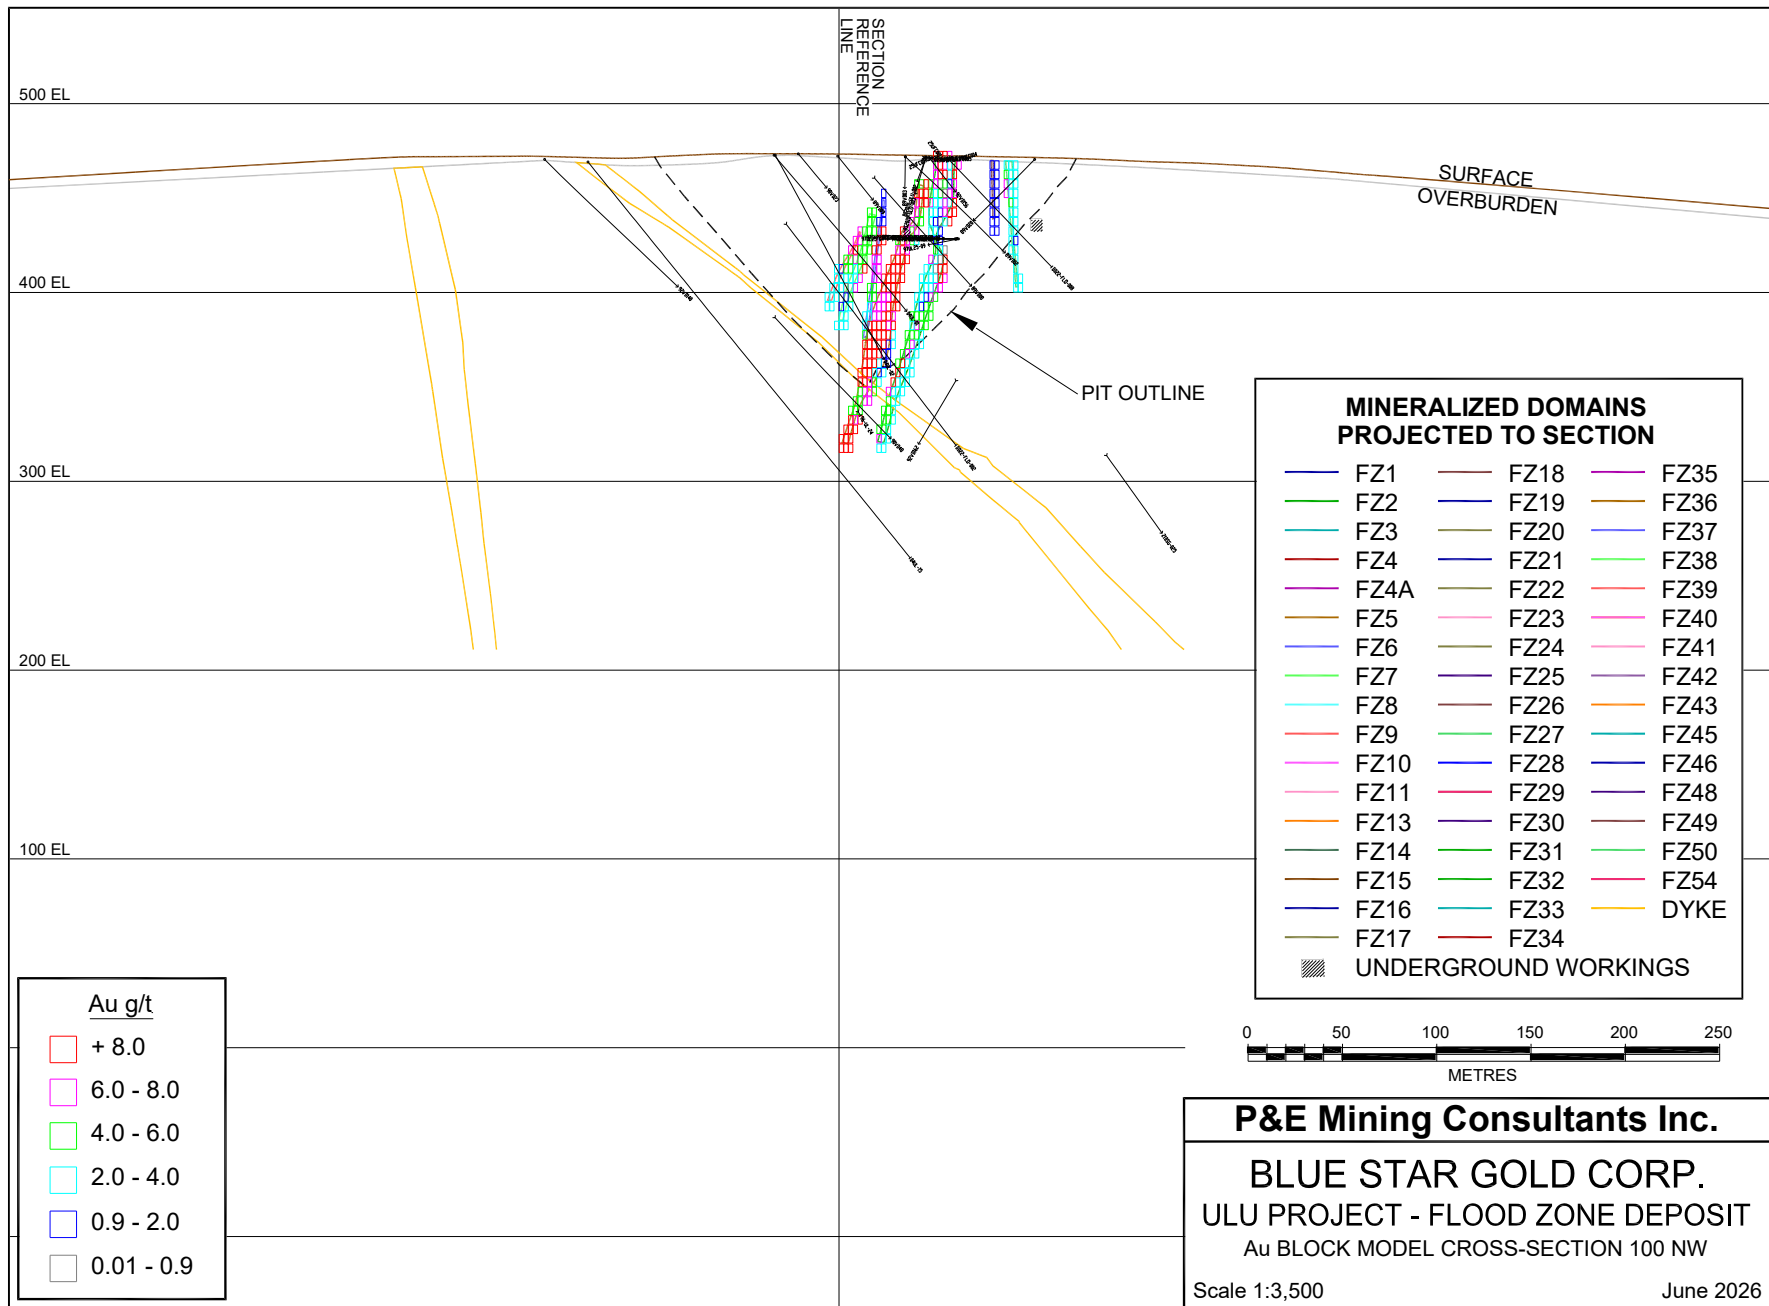 SECTION
REFERENCE
LINE
500 EL
SURFACE
OVERBURDEN
400 EL
PIT OUTLINE
300 EL
200 EL
100 EL
MINERALIZED DOMAINS
PROJECTED TO SECTION
FZ1 FZ18 FZ35
FZ2 FZ19 FZ36
FZ3 FZ20 FZ37
FZ4 FZ21 FZ38
FZ4A FZ22 FZ39
FZ5 FZ23 FZ40
FZ6 FZ24 FZ41
FZ7 FZ25 FZ42
FZ8 FZ26 FZ43
FZ9 FZ27 FZ45
FZ10 FZ28 FZ46
FZ11 FZ29 FZ48
FZ13 FZ30 FZ49
FZ14 FZ31 FZ50
FZ15 FZ32 FZ54
FZ16 FZ33 DYKE
FZ17 FZ34
UNDERGROUND WORKINGS
Au g/t
+ 8.0
6.0 - 8.0
4.0 - 6.0
2.0 - 4.0
0.9 - 2.0
0.01 - 0.9
0 50 100 150 200 250
METRES
P&E Mining Consultants Inc.
BLUE STAR GOLD CORP.
ULU PROJECT - FLOOD ZONE DEPOSIT
Au BLOCK MODEL CROSS-SECTION 100 NW
Scale 1:3,500 June 2026